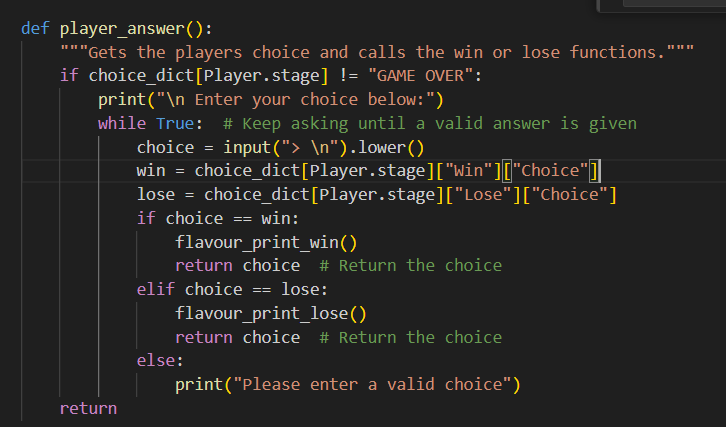 def player_answer():
    """Gets the players choice and calls the win or lose functions."""
    if choice_dict[Player.stage] != "GAME OVER":
        print("\n Enter your choice below:")
        while True:  # Keep asking until a valid answer is given
            choice = input("> \n").lower()
            win = choice_dict[Player.stage]["Win"]["Choice"]
            lose = choice_dict[Player.stage]["Lose"]["Choice"]
            if choice == win:
                flavour_print_win()
                return choice  # Return the choice
            elif choice == lose:
                flavour_print_lose()
                return choice  # Return the choice
            else:
                print("Please enter a valid choice")
    return